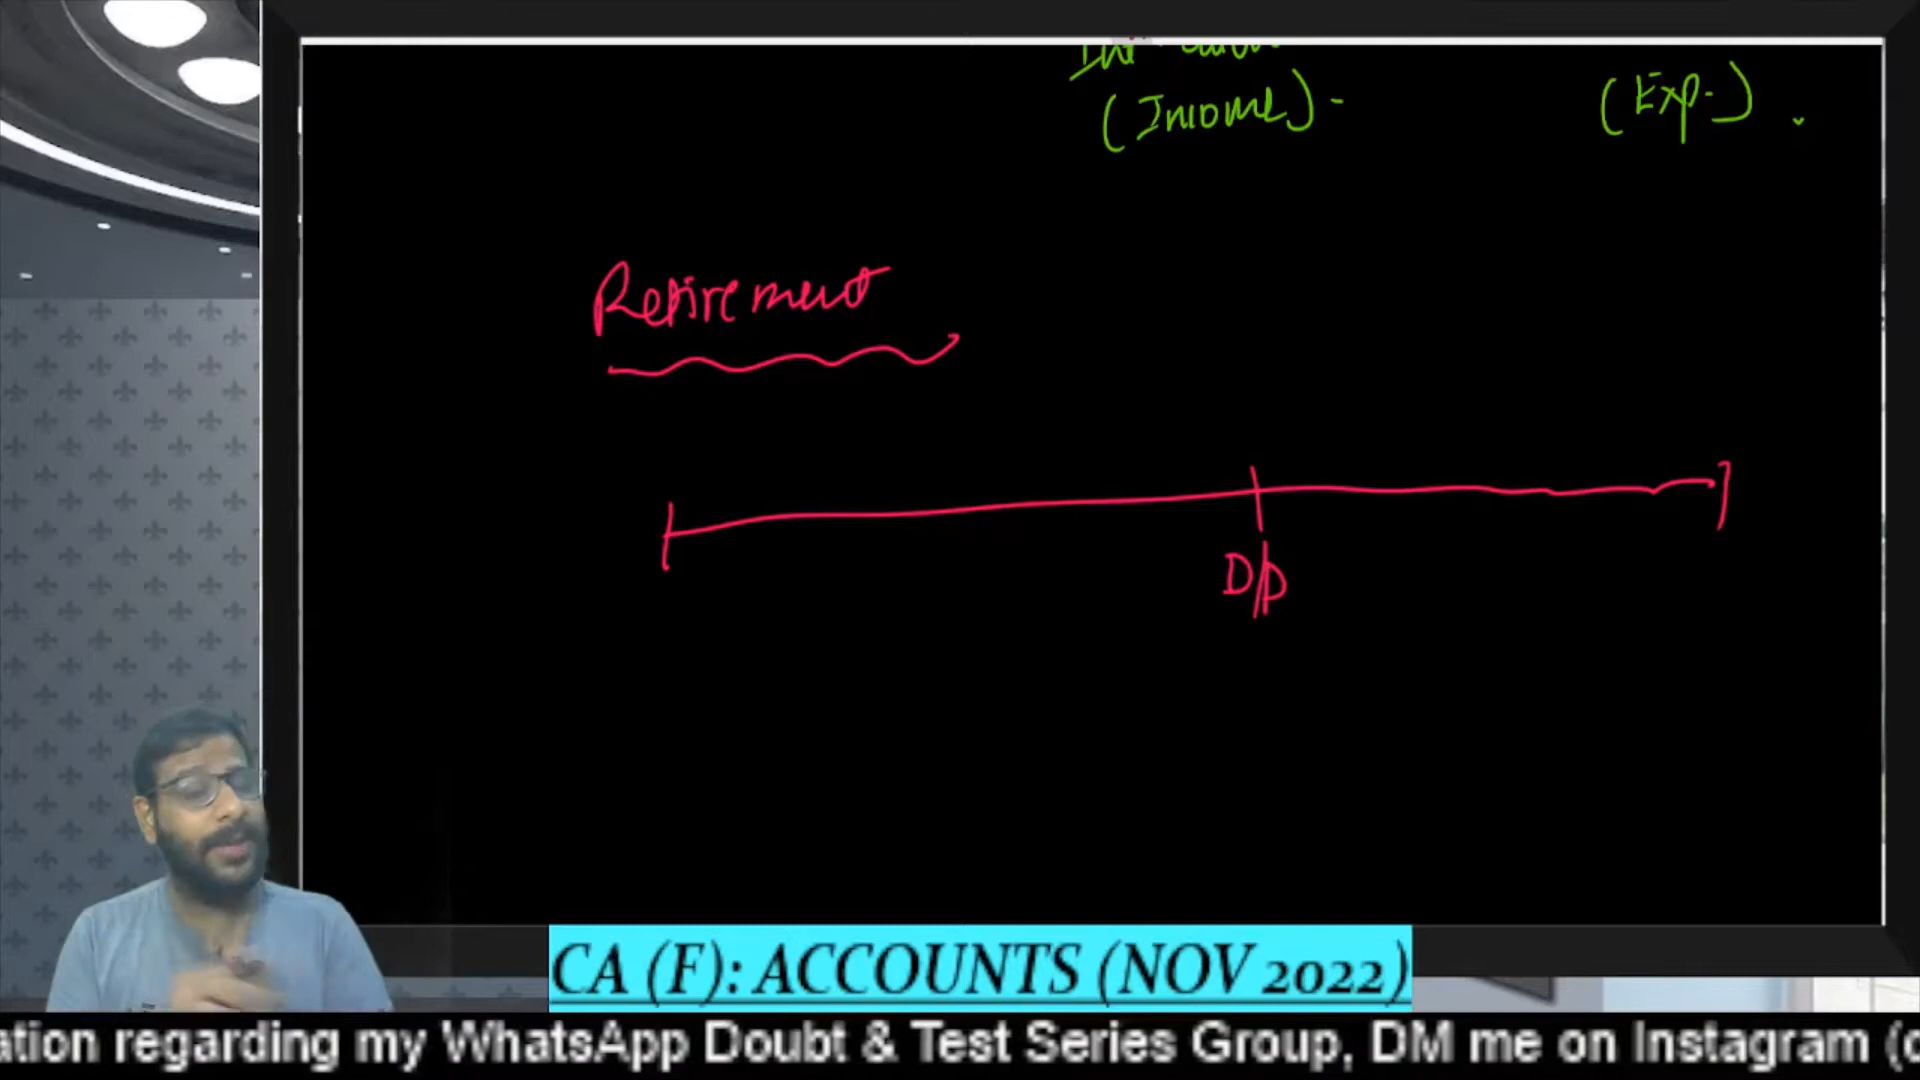 (Income) -
(Exp.) .
Retirement
D/D
CA (F): ACCOUNTS (NOV 2022)
ation regarding my WhatsApp Doubt & Test Series Group, DM me on Instagram (